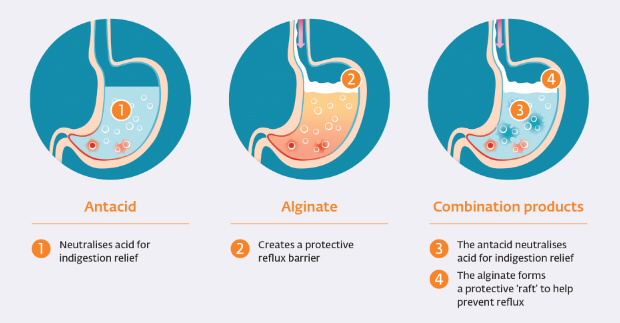 1
2
4
3
Antacid
1 Neutralises acid for
indigestion relief
Alginate
2 Creates a protective
reflux barrier
Combination products
3 The antacid neutralises
acid for indigestion relief
4 The alginate forms
a protective ‘raft’ to help
prevent reflux